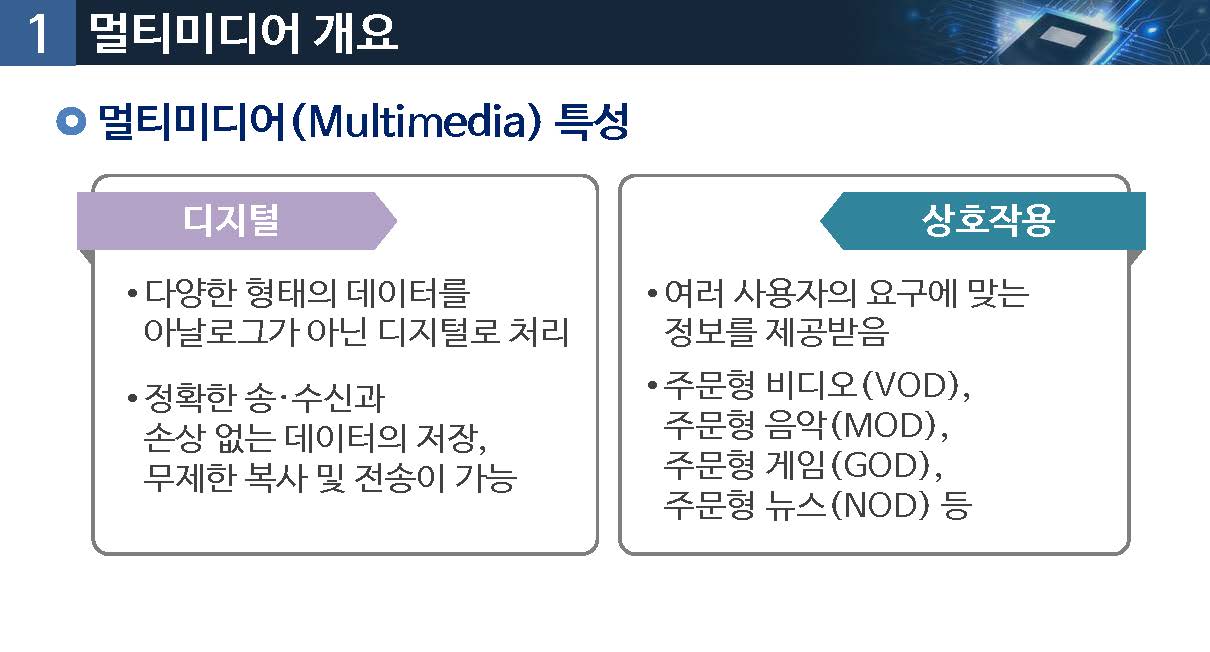 1 멀티미디어 개요
멀티미디어(Multimedia) 특성
디지털
• 다양한 형태의 데이터를
아날로그가 아닌 디지털로 처리
• 정확한 송·수신과
손상 없는 데이터의 저장,
무제한 복사 및 전송이 가능
상호작용
• 여러 사용자의 요구에 맞는
정보를 제공받음
• 주문형 비디오(VOD),
주문형 음악(MOD),
주문형 게임(GOD),
주문형 뉴스(NOD) 등